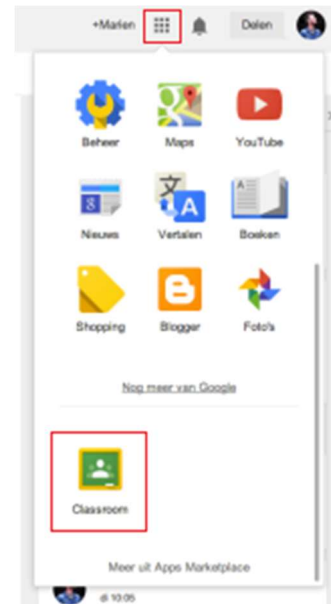 +Marien Delen
Beheer Maps YouTube
Nieuws Vertalen Boeken
Shopping Blogger Foto's
Nog meer van Google
Classroom
Meer uit Apps Marketplace
di 10:05